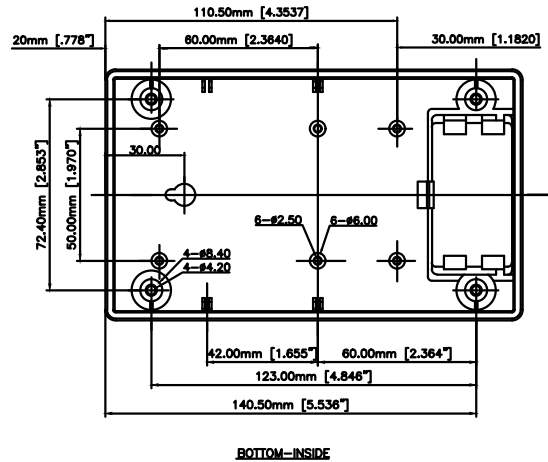 110.50mm [4.3537]
20mm [.778"]
60.00mm [2.3640]
30.00mm [1.1820]
72.40mm [2.853"]
50.00mm [1.970"]
30.00
6-ø2.50
6-ø6.00
4-ø8.40
4-ø4.20
42.00mm [1.655"]
60.00mm [2.364"]
123.00mm [4.846"]
140.50mm [5.536"]
BOTTOM-INSIDE